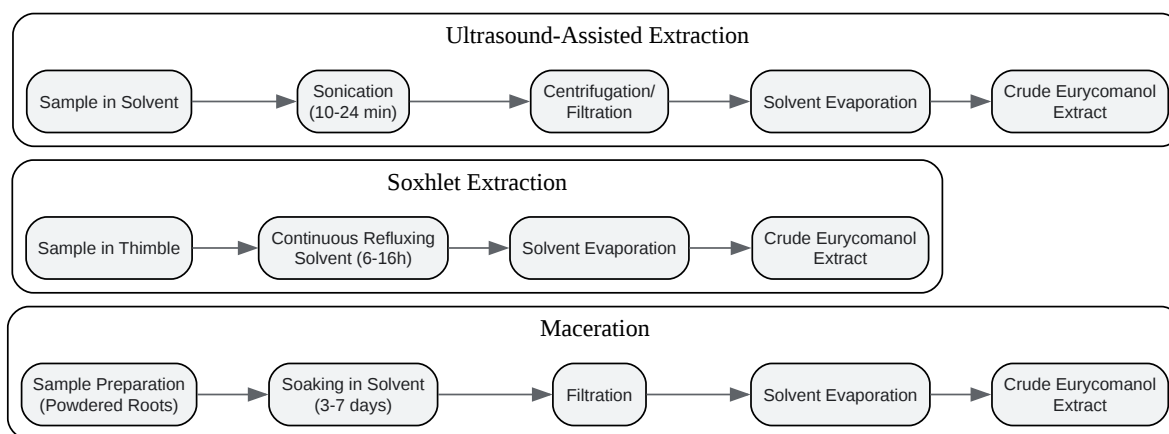 Ultrasound-Assisted Extraction
Sample in Solvent
Sonication
(10-24 min)
Centrifugation/
Filtration
Solvent Evaporation
Crude Eurycomanol
Extract
Soxhlet Extraction
Sample in Thimble
Continuous Refluxing
Solvent (6-16h)
Solvent Evaporation
Crude Eurycomanol
Extract
Maceration
Sample Preparation
(Powdered Roots)
Soaking in Solvent
(3-7 days)
Filtration
Solvent Evaporation
Crude Eurycomanol
Extract